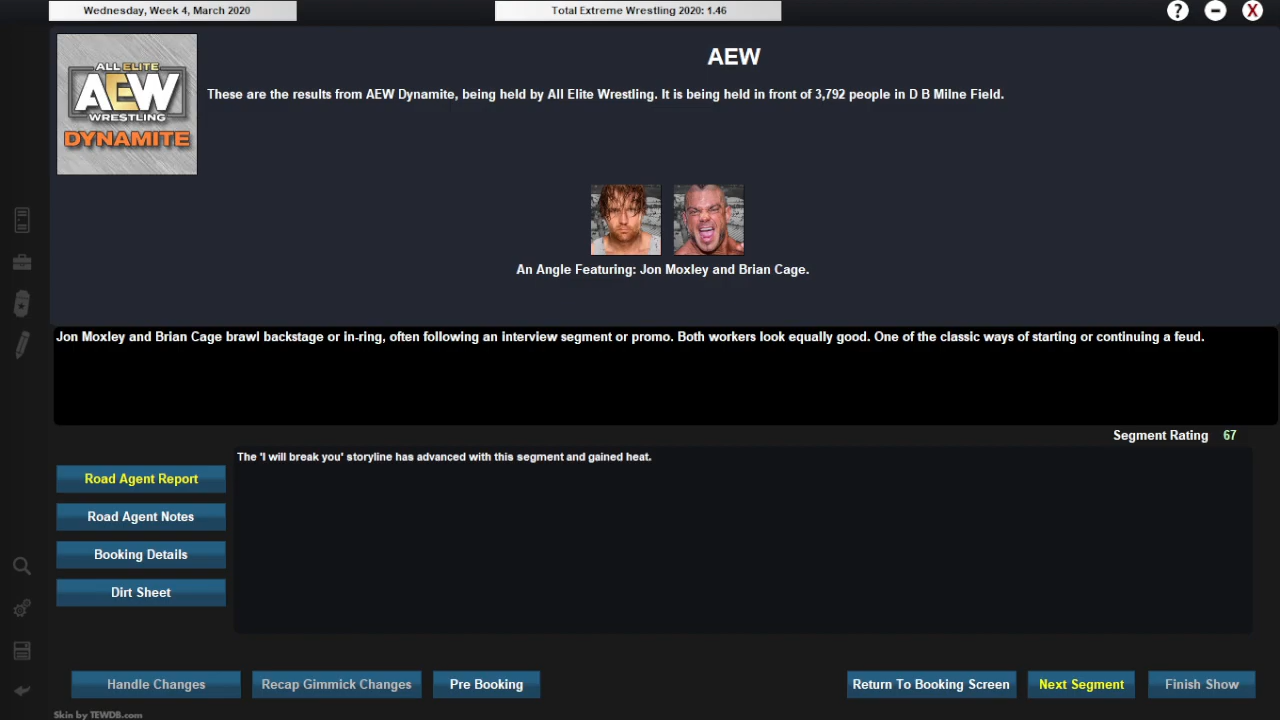 Wednesday, Week 4, March 2020
Total Extreme Wrestling 2020: 1.46
?
X
AEW
ALL ELITE
AEW
WRESTLING
DYNAMITE
These are the results from AEW Dynamite, being held by All Elite Wrestling. It is being held in front of 3,792 people in D B Milne Field.
An Angle Featuring: Jon Moxley and Brian Cage.
Jon Moxley and Brian Cage brawl backstage or in-ring, often following an interview segment or promo. Both workers look equally good. One of the classic ways of starting or continuing a feud.
Segment Rating 67
The 'I will break you' storyline has advanced with this segment and gained heat.
Road Agent Report
Road Agent Notes
Booking Details
Dirt Sheet
Handle Changes
Recap Gimmick Changes
Pre Booking
Return To Booking Screen
Next Segment
Finish Show
Skin by TEWDB.com